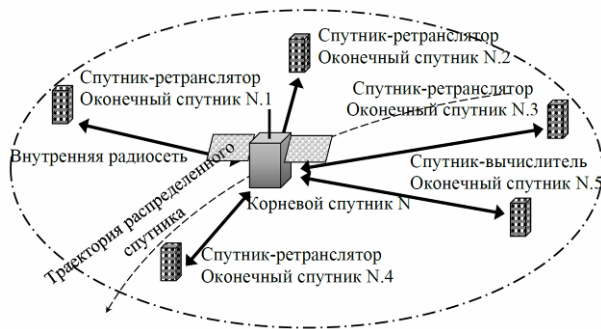 Спутник-ретранслятор
Оконечный спутник N.2
Спутник-ретранслятор
Оконечный спутник N.1
Спутник-ретранслятор
Оконечный спутник N.3
Внутренняя радиосеть
Спутник-вычислитель
Оконечный спутник N.5
Корневой спутник N
Траектория распределенного
спутника
Спутник-ретранслятор
Оконечный спутник N.4